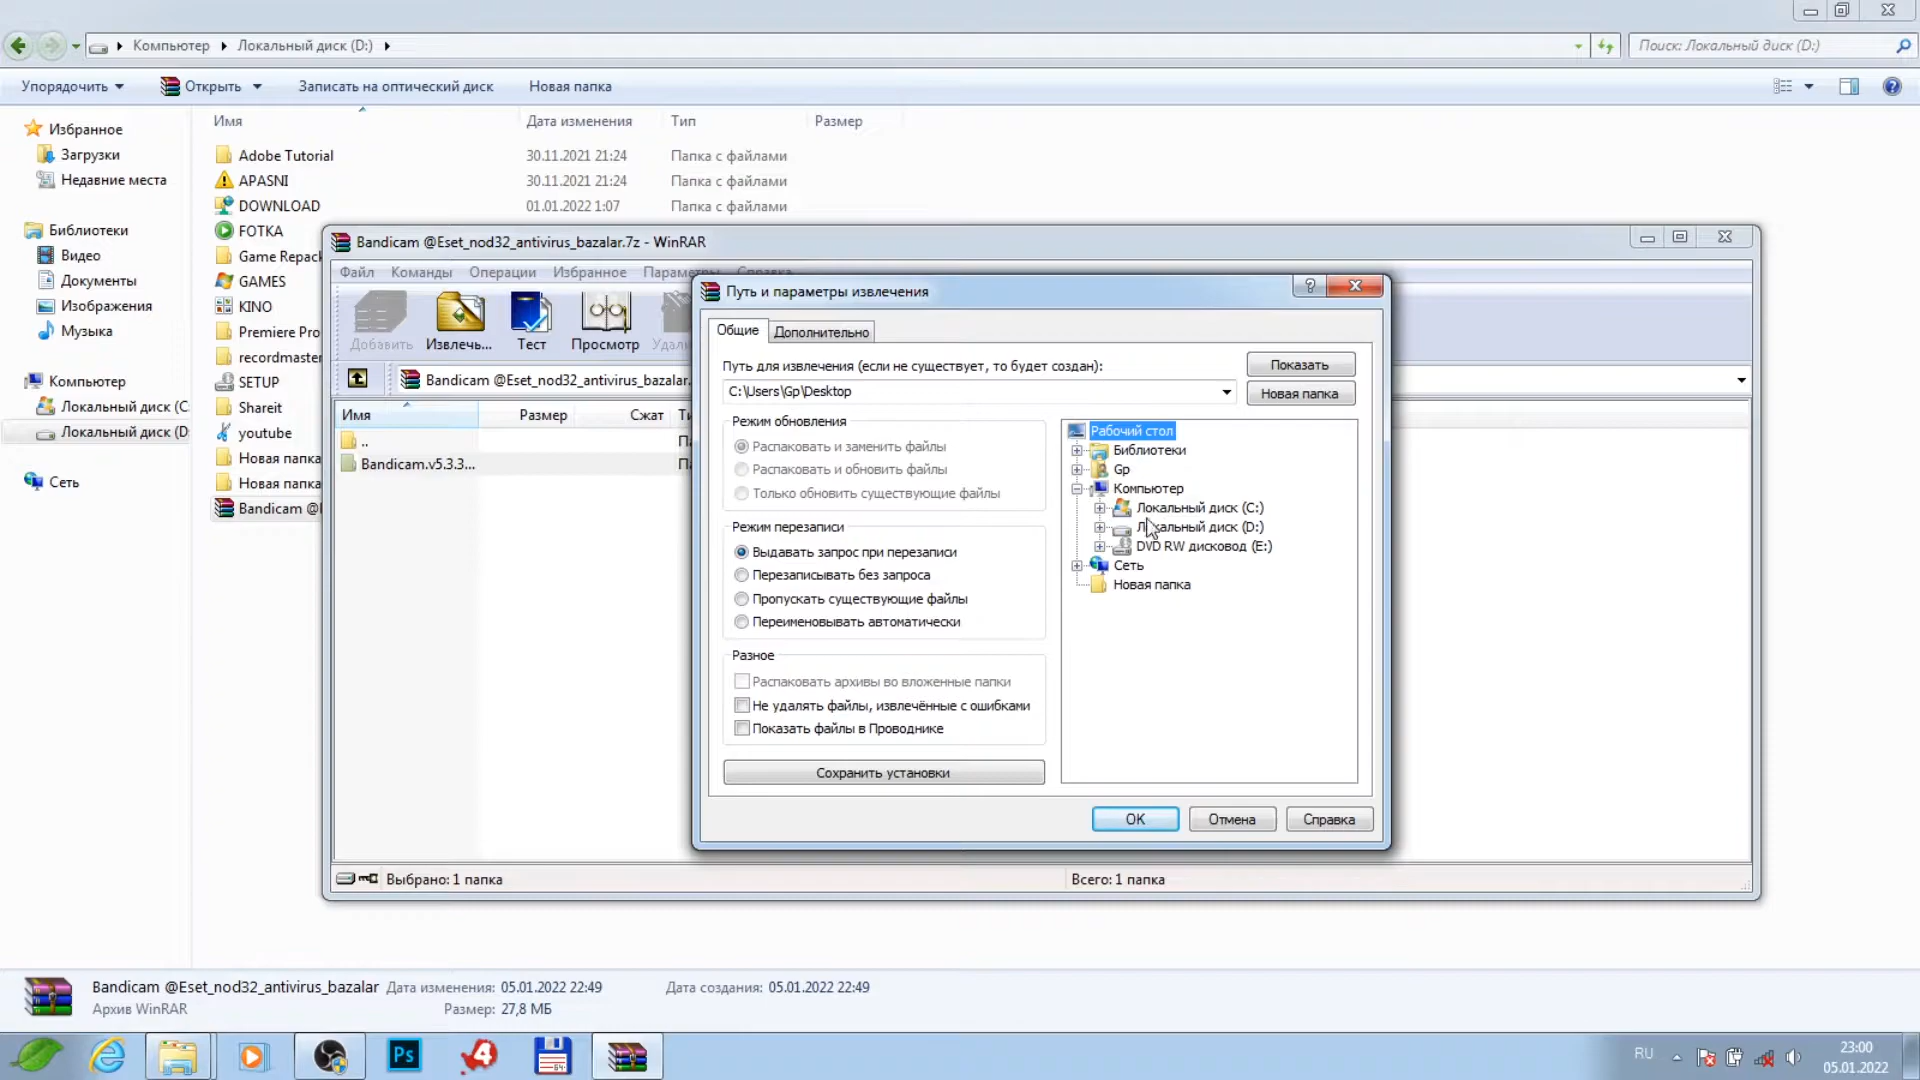 Компьютер
Локальный диск (D:)
Поиск: Локальный диск (D:)
Упорядочить
Открыть
Записать на оптический диск
Новая папка
Имя
Дата изменения
Тип
Размер
Избранное
Загрузки
Недавние места
Библиотеки
Видео
Документы
Изображения
Музыка
Компьютер
Локальный диск (C:
Локальный диск (D:
Сеть
Adobe Tutorial 30.11.2021 21:24 Папка с файлами
APASNI 30.11.2021 21:24 Папка с файлами
DOWNLOAD 01.01.2022 1:07 Папка с файлами
FOTKA
Game Repack
GAMES
KINO
Premiere Pro
recordmaster
SETUP
Shareit
youtube
Новая папка
Новая папка
Bandicam @
Bandicam @Eset_nod32_antivirus_bazalar.7z - WinRAR
Файл Команды Операции Избранное Параметры Справка
Добавить Извлечь... Тест Просмотр Удали
Bandicam @Eset_nod32_antivirus_bazalar.
Имя Размер Сжат Ти
.. П
Bandicam.v5.3.3... П
Выбрано: 1 папка
Всего: 1 папка
Путь и параметры извлечения
?
Общие
Дополнительно
Путь для извлечения (если не существует, то будет создан):
Показать
C:\Users\Gp\Desktop
Новая папка
Режим обновления
Распаковать и заменить файлы
Распаковать и обновить файлы
Только обновить существующие файлы
Режим перезаписи
Выдавать запрос при перезаписи
Перезаписывать без запроса
Пропускать существующие файлы
Переименовывать автоматически
Разное
Распаковать архивы во вложенные папки
Не удалять файлы, извлечённые с ошибками
Показать файлы в Проводнике
Сохранить установки
Рабочий стол
Библиотеки
Gp
Компьютер
Локальный диск (C:)
Локальный диск (D:)
DVD RW дисковод (E:)
Сеть
Новая папка
OK
Отмена
Справка
Bandicam @Eset_nod32_antivirus_bazalar Дата изменения: 05.01.2022 22:49 Дата создания: 05.01.2022 22:49
Архив WinRAR Размер: 27,8 МБ
Ps
4
64
RU
23:00
05.01.2022